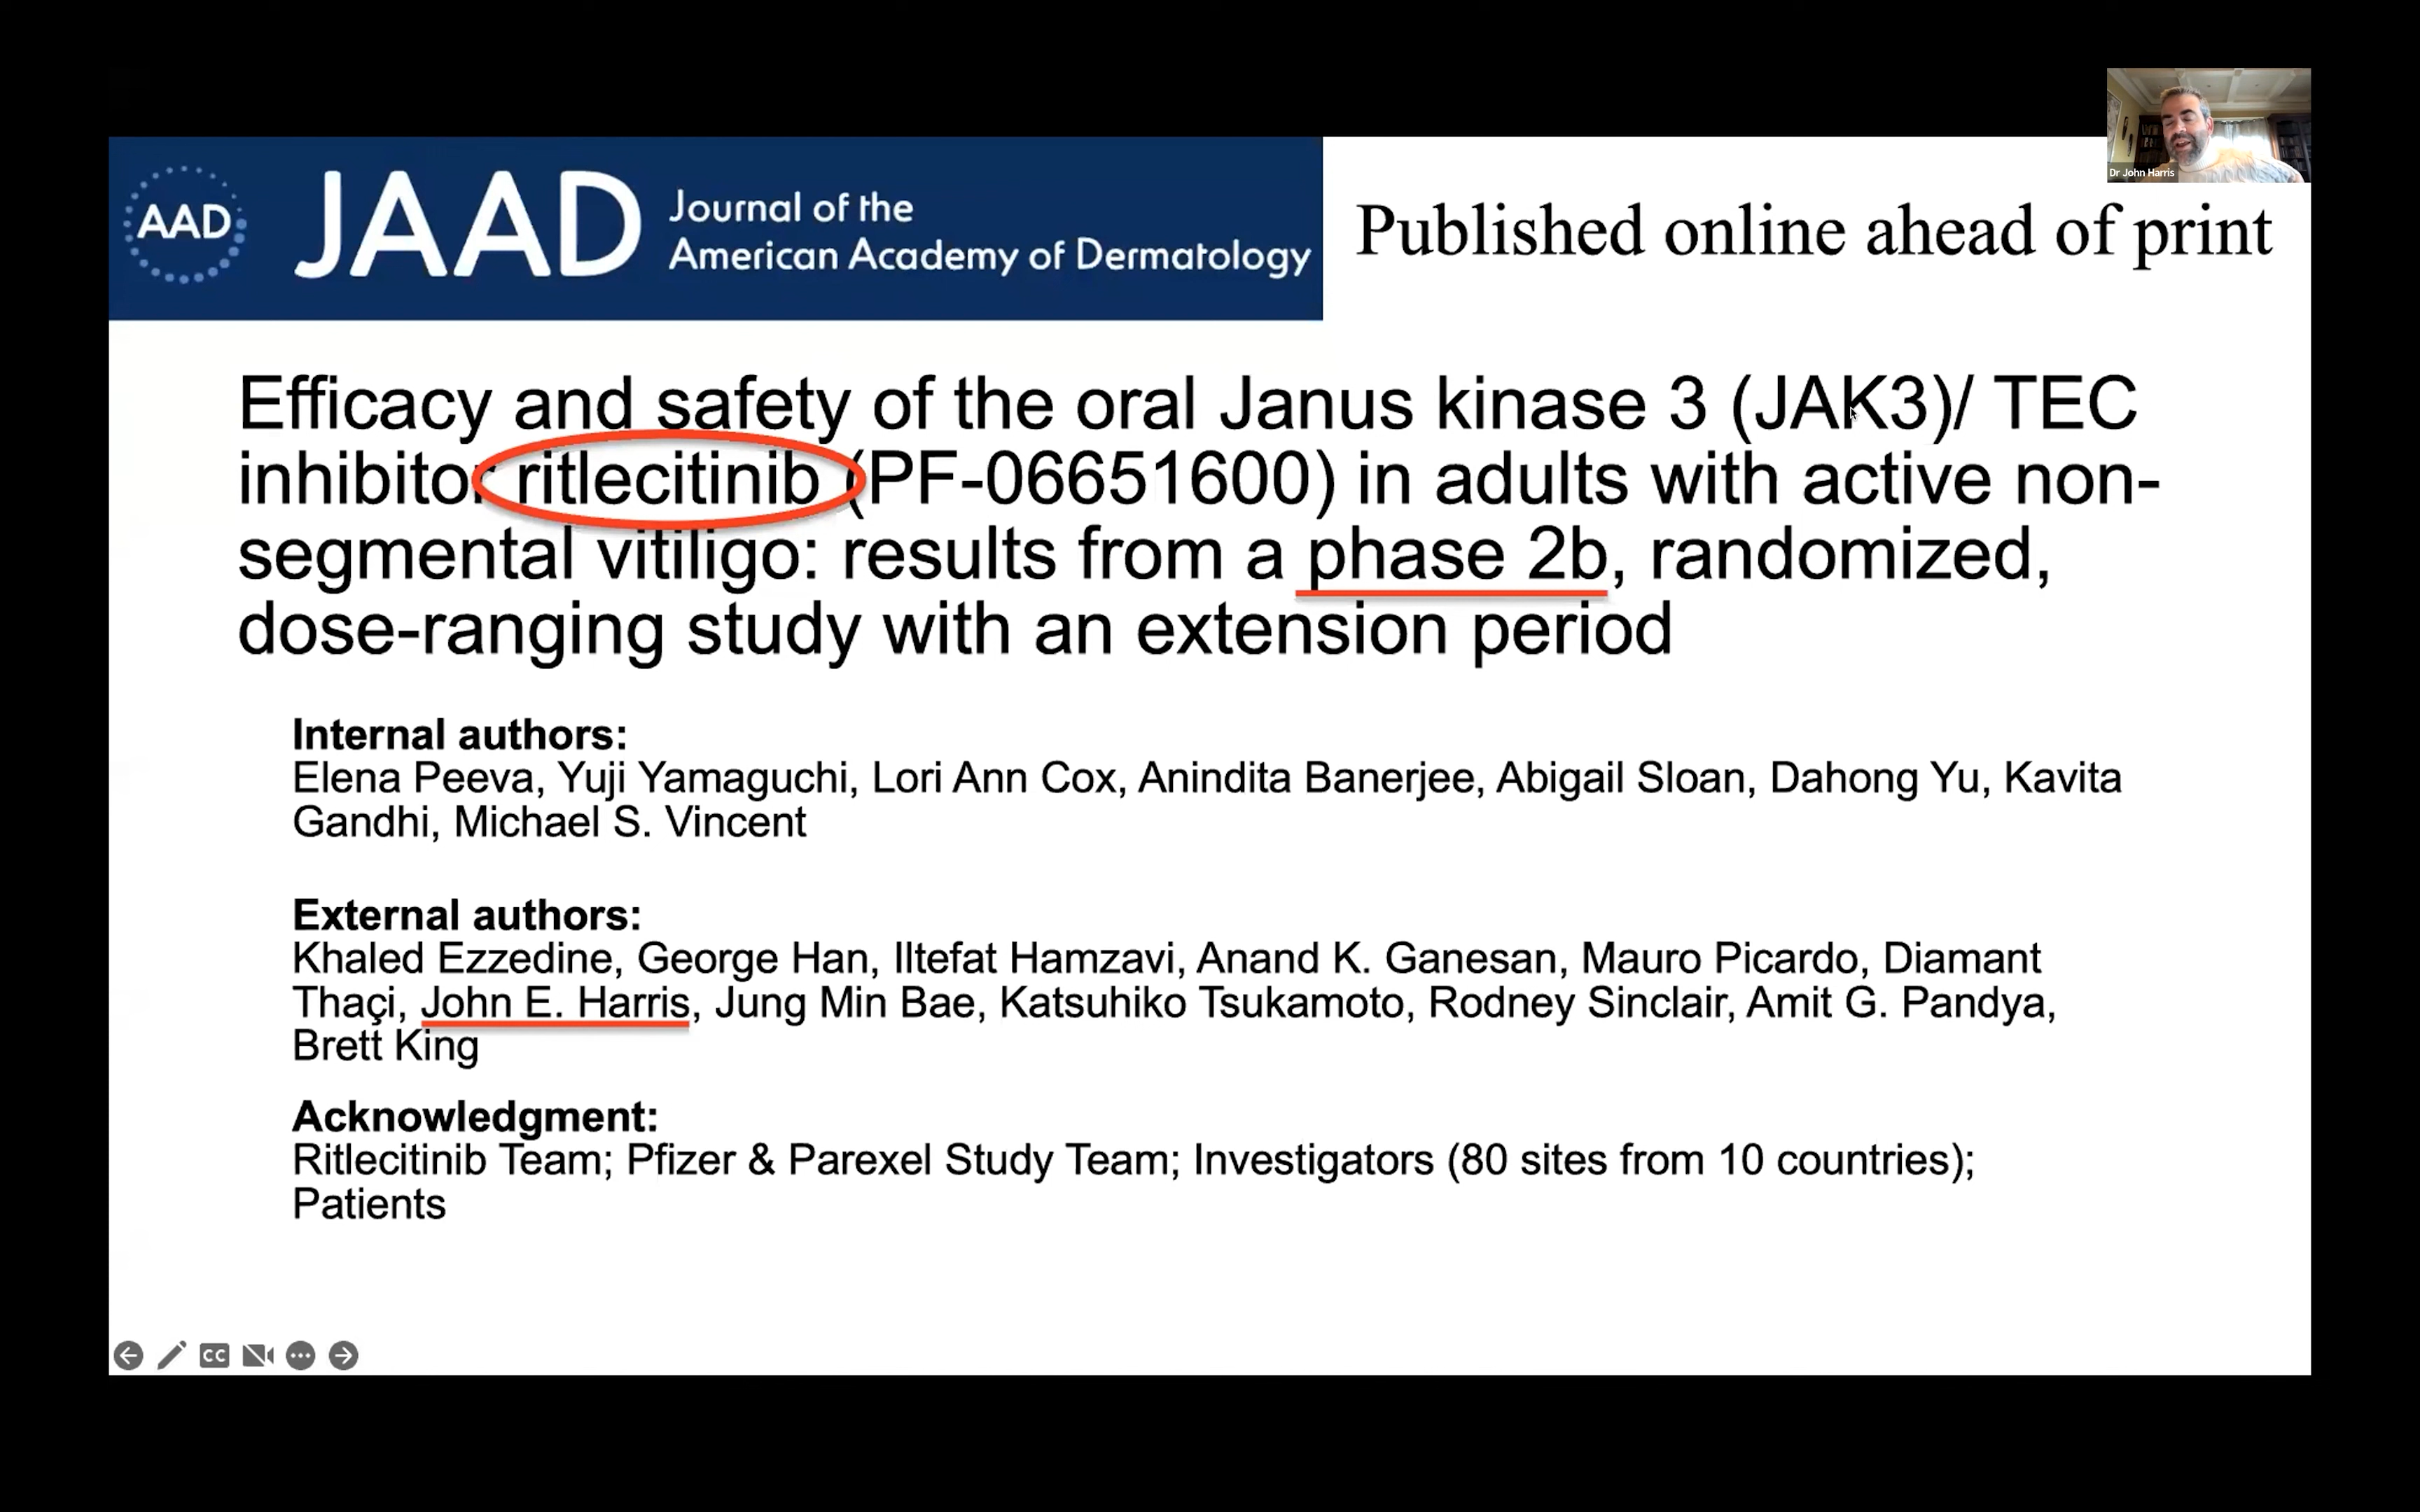 Dr John Harris
AAD
JAAD
Journal of the
American Academy of Dermatology
Published online ahead of print
Efficacy and safety of the oral Janus kinase 3 (JAK3)/ TEC
inhibitor ritlecitinib (PF-06651600) in adults with active non-
segmental vitiligo: results from a phase 2b, randomized,
dose-ranging study with an extension period
Internal authors:
Elena Peeva, Yuji Yamaguchi, Lori Ann Cox, Anindita Banerjee, Abigail Sloan, Dahong Yu, Kavita
Gandhi, Michael S. Vincent
External authors:
Khaled Ezzedine, George Han, Iltefat Hamzavi, Anand K. Ganesan, Mauro Picardo, Diamant
Thaçi, John E. Harris, Jung Min Bae, Katsuhiko Tsukamoto, Rodney Sinclair, Amit G. Pandya,
Brett King
Acknowledgment:
Ritlecitinib Team; Pfizer & Parexel Study Team; Investigators (80 sites from 10 countries);
Patients
CC